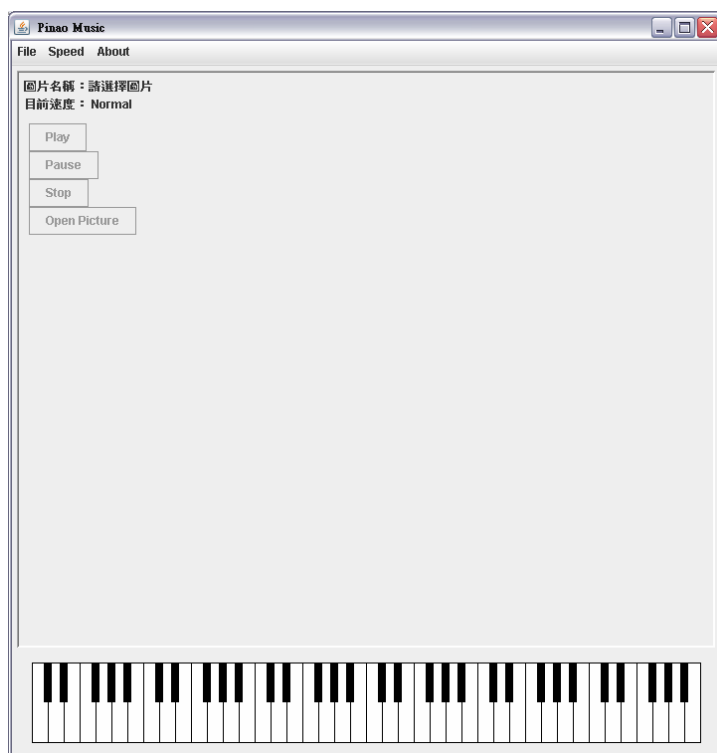 Pinao Music
File Speed About
圖片名稱：請選擇圖片
目前速度： Normal
Play
Pause
Stop
Open Picture